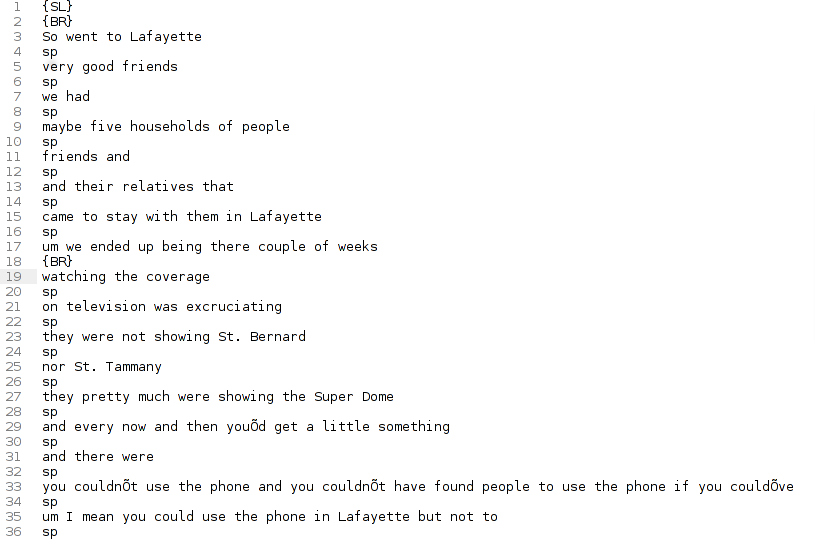 1 {SL}
2 {BR}
3 So went to Lafayette
4 sp
5 very good friends
6 sp
7 we had
8 sp
9 maybe five households of people
10 sp
11 friends and
12 sp
13 and their relatives that
14 sp
15 came to stay with them in Lafayette
16 sp
17 um we ended up being there couple of weeks
18 {BR}
19 watching the coverage
20 sp
21 on television was excruciating
22 sp
23 they were not showing St. Bernard
24 sp
25 nor St. Tammany
26 sp
27 they pretty much were showing the Super Dome
28 sp
29 and every now and then youÕd get a little something
30 sp
31 and there were
32 sp
33 you couldnÕt use the phone and you couldnÕt have found people to use the phone if you couldÕve
34 sp
35 um I mean you could use the phone in Lafayette but not to
36 sp